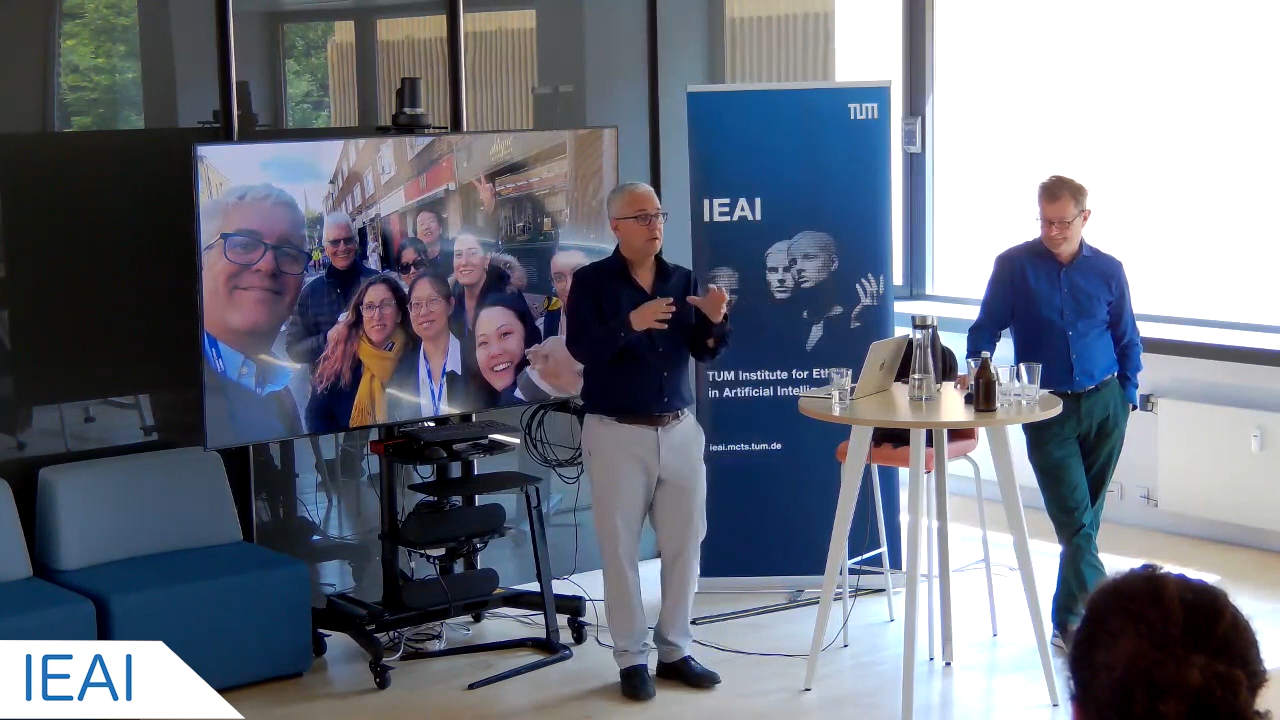 TUM
IEAI
TUM Institute for Eth
in Artificial Intelli
ieai.mcts.tum.de
IEAI